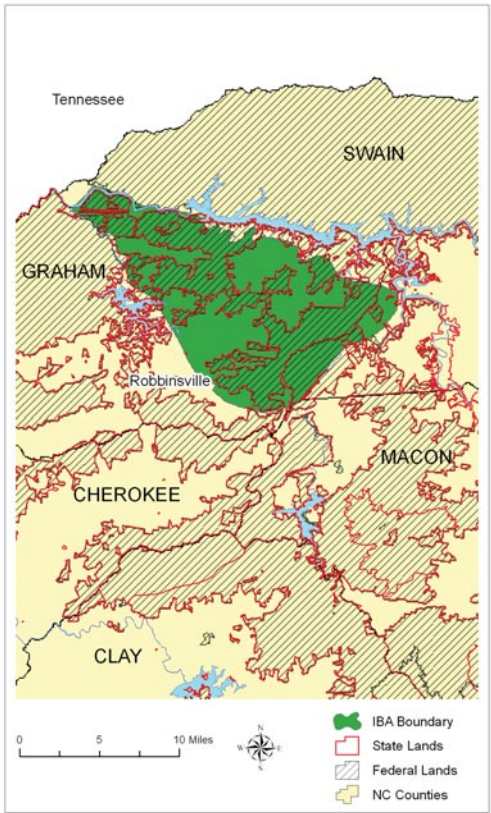 Tennessee
SWAIN
GRAHAM
Robbinsville
MACON
CHEROKEE
CLAY
IBA Boundary
State Lands
Federal Lands
NC Counties
0 5 10 Miles
N
W E
S